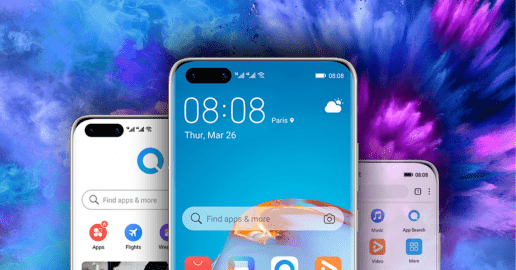 08:08
08:08
Paris
Thur, Mar 26
Find apps & more
Find apps & more
Apps
Flights
08:08
Music
App Search
Video
More